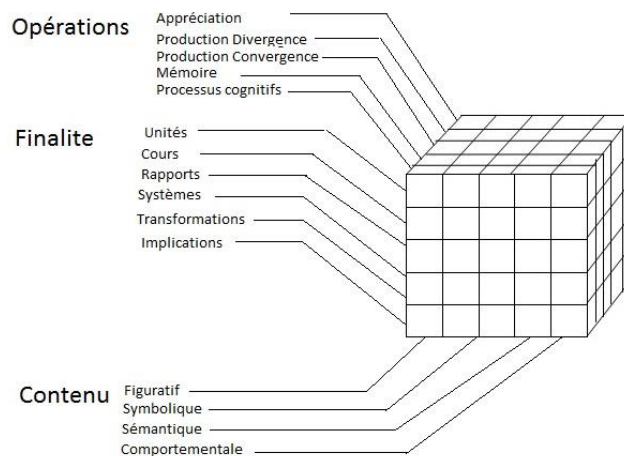 Opérations
Appréciation
Production Divergence
Production Convergence
Mémoire
Processus cognitifs
Finalite
Unités
Cours
Rapports
Systèmes
Transformations
Implications
Contenu
Figuratif
Symbolique
Sémantique
Comportementale